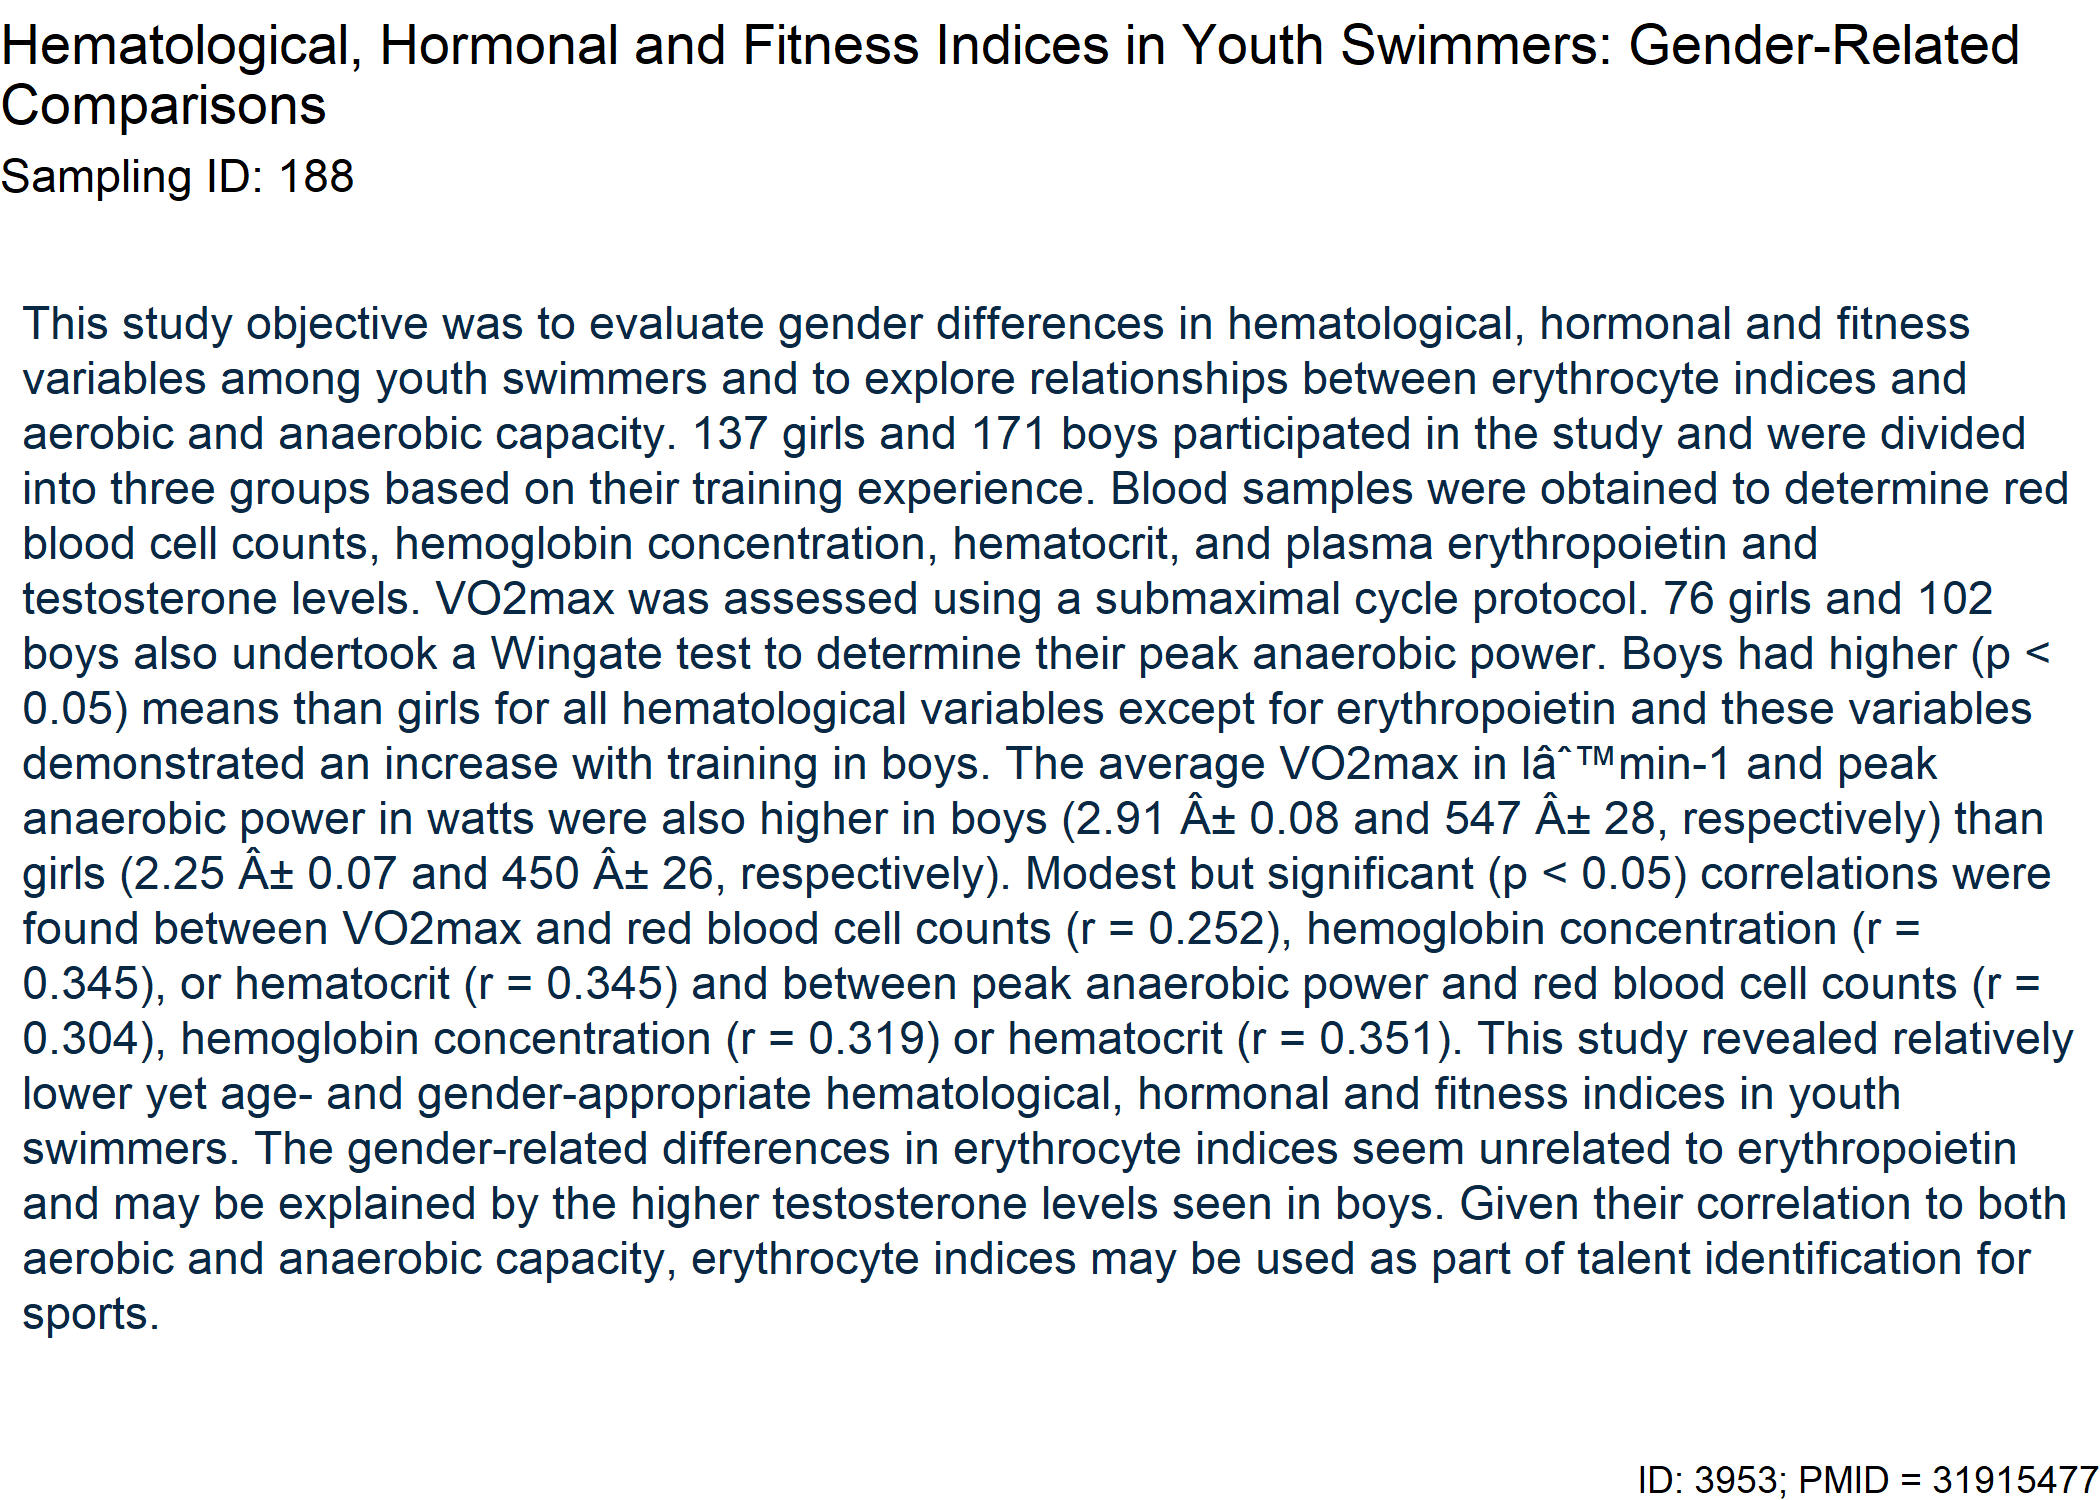 Hematological, Hormonal and Fitness Indices in Youth Swimmers: Gender-Related
Comparisons
Sampling ID: 188
This study objective was to evaluate gender differences in hematological, hormonal and fitness
variables among youth swimmers and to explore relationships between erythrocyte indices and
aerobic and anaerobic capacity. 137 girls and 171 boys participated in the study and were divided
into three groups based on their training experience. Blood samples were obtained to determine red
blood cell counts, hemoglobin concentration, hematocrit, and plasma erythropoietin and
testosterone levels. VO2max was assessed using a submaximal cycle protocol. 76 girls and 102
boys also undertook a Wingate test to determine their peak anaerobic power. Boys had higher (p <
0.05) means than girls for all hematological variables except for erythropoietin and these variables
demonstrated an increase with training in boys. The average VO2max in lâˆ™min-1 and peak
anaerobic power in watts were also higher in boys (2.91 Â± 0.08 and 547 Â± 28, respectively) than
girls (2.25 Â± 0.07 and 450 Â± 26, respectively). Modest but significant (p < 0.05) correlations were
found between VO2max and red blood cell counts (r = 0.252), hemoglobin concentration (r =
0.345), or hematocrit (r = 0.345) and between peak anaerobic power and red blood cell counts (r =
0.304), hemoglobin concentration (r = 0.319) or hematocrit (r = 0.351). This study revealed relatively
lower yet age- and gender-appropriate hematological, hormonal and fitness indices in youth
swimmers. The gender-related differences in erythrocyte indices seem unrelated to erythropoietin
and may be explained by the higher testosterone levels seen in boys. Given their correlation to both
aerobic and anaerobic capacity, erythrocyte indices may be used as part of talent identification for
sports.
ID: 3953; PMID = 31915477